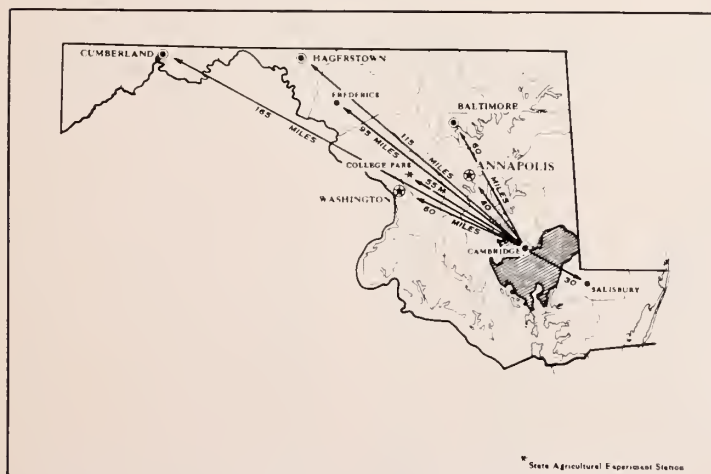 CUMBERLAND
HAGERSTOWN
FREDERICK
BALTIMORE
165
MILES
95 MILES
115
MILES
60
MILES
COLLEGE PARK
*
55 M
ANNAPOLIS
40
WASHINGTON
60
MILES
CAMBRIDGE
30
SALISBURY
* State Agricultural Experiment Station